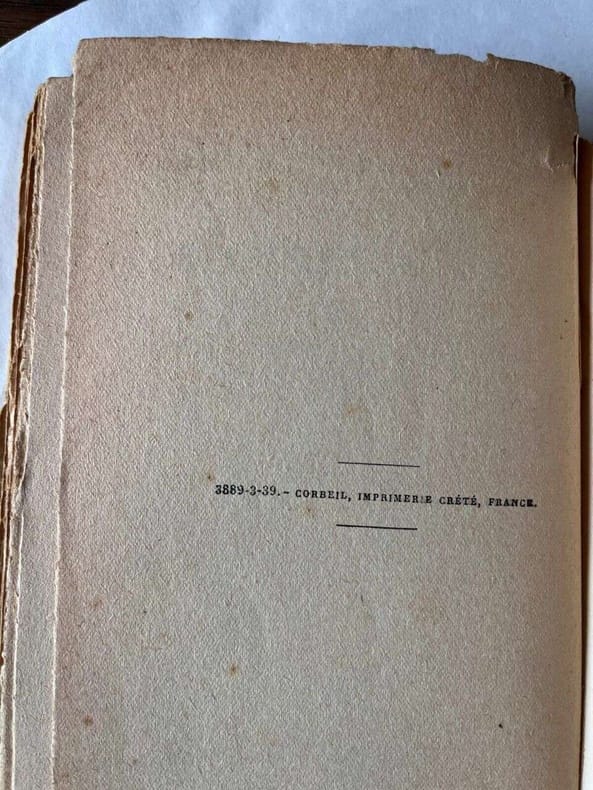 3889-3-39.- CORBEIL, IMPRIMERIE CRÉTÉ, FRANCE.